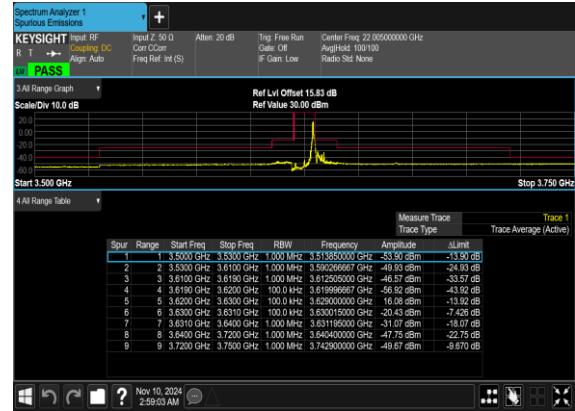 Spectrum Analyzer 1
Spurious Emissions
KEYSIGHT Input: RF Input Z: 50 Ω Atten: 20 dB Trig: Free Run Center Freq: 22.005000000 GHz
R T Coupling: DC Corr CCorr Gate: Off Avg|Hold: 100/100
Align: Auto Freq Ref: Int (S) IF Gain: Low Radio Std: None
PASS
3 All Range Graph Ref Lvl Offset 15.83 dB
Scale/Div 10.0 dB Ref Value 30.00 dBm
20.0
0.00
-20.0
-40.0
-60.0
Start 3.500 GHz Stop 3.750 GHz
4 All Range Table
Measure Trace Trace 1
Trace Type Trace Average (Active)
Spur Range Start Freq Stop Freq RBW Frequency Amplitude ΔLimit
1 1 3.5000 GHz 3.5300 GHz 1.000 MHz 3.513850000 GHz -53.90 dBm -13.90 dB
2 2 3.5300 GHz 3.6100 GHz 1.000 MHz 3.590266667 GHz -49.93 dBm -24.93 dB
3 3 3.6100 GHz 3.6190 GHz 1.000 MHz 3.612505000 GHz -46.57 dBm -33.57 dB
4 4 3.6190 GHz 3.6200 GHz 100.0 kHz 3.619996667 GHz -56.92 dBm -43.92 dB
5 5 3.6200 GHz 3.6300 GHz 100.0 kHz 3.629000000 GHz 16.08 dBm -13.92 dB
6 6 3.6300 GHz 3.6310 GHz 100.0 kHz 3.630015000 GHz -20.43 dBm -7.426 dB
7 7 3.6310 GHz 3.6400 GHz 1.000 MHz 3.631195000 GHz -31.07 dBm -18.07 dB
8 8 3.6400 GHz 3.7200 GHz 1.000 MHz 3.640400000 GHz -47.75 dBm -22.75 dB
9 9 3.7200 GHz 3.7500 GHz 1.000 MHz 3.742900000 GHz -49.67 dBm -9.670 dB
Nov 10, 2024
2:59:03 AM